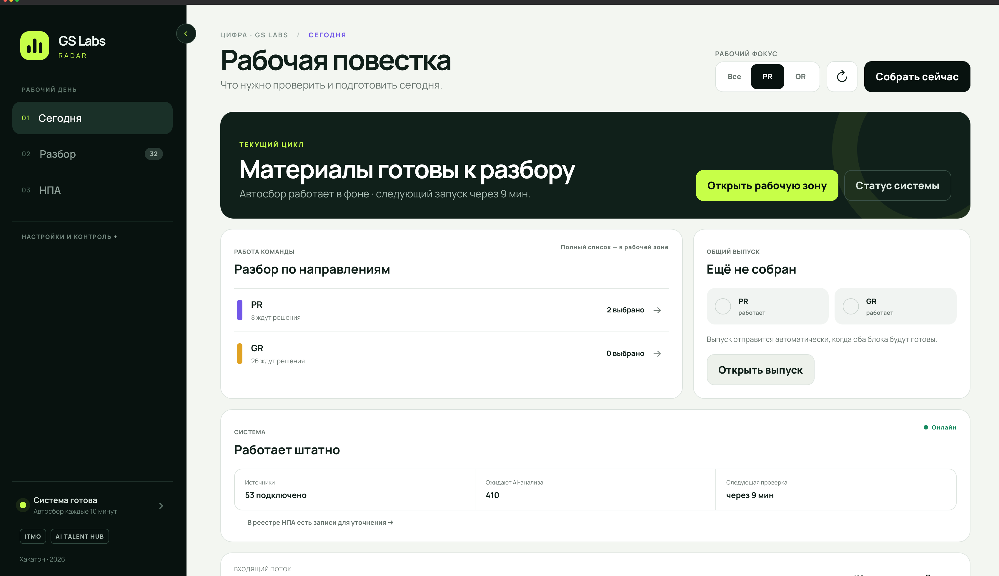 GS Labs
RADAR
РАБОЧИЙ ДЕНЬ
01 Сегодня
02 Разбор 32
03 НПА
НАСТРОЙКИ И КОНТРОЛЬ +
Система готова
Автосбор каждые 10 минут
ITMO AI TALENT HUB
Хакатон · 2026
ЦИФРА · GS LABS / СЕГОДНЯ
Рабочая повестка
Что нужно проверить и подготовить сегодня.
РАБОЧИЙ ФОКУС
Все PR GR
Собрать сейчас
ТЕКУЩИЙ ЦИКЛ
Материалы готовы к разбору
Автосбор работает в фоне · следующий запуск через 9 мин.
Открыть рабочую зону
Статус системы
РАБОТА КОМАНДЫ
Полный список — в рабочей зоне
Разбор по направлениям
PR
8 ждут решения
2 выбрано →
GR
26 ждут решения
0 выбрано →
ОБЩИЙ ВЫПУСК
Ещё не собран
PR
работает
GR
работает
Выпуск отправится автоматически, когда оба блока будут готовы.
Открыть выпуск
СИСТЕМА
Онлайн
Работает штатно
Источники
53 подключено
Ожидают AI-анализа
410
Следующая проверка
через 9 мин
В реестре НПА есть записи для уточнения →
ВХОДЯЩИЙ ПОТОК